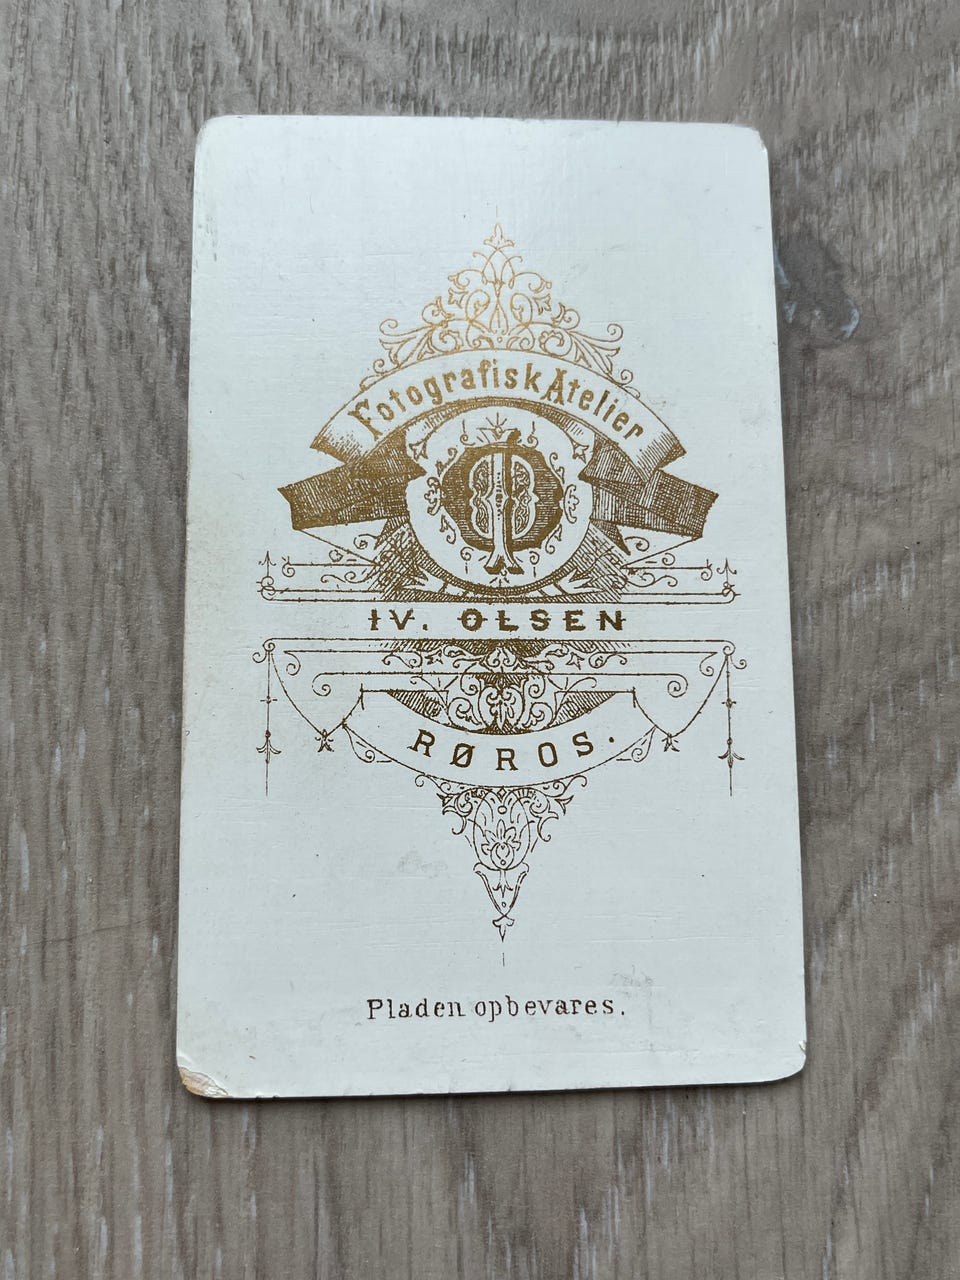 Fotografisk Atelier
IV. OLSEN
RØROS.
Pladen opbevares.